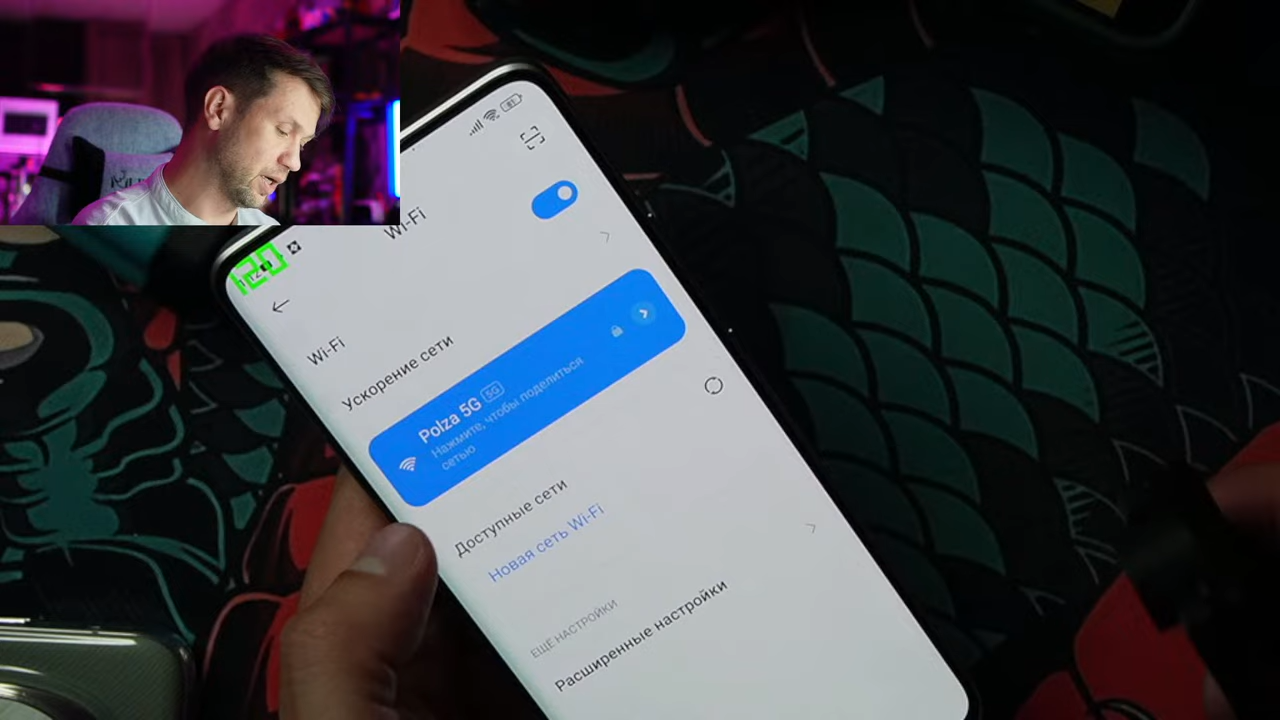 120
Wi-Fi
Wi-Fi
Ускорение сети
Polza 5G 5G
Нажмите, чтобы поделиться
сетью
Доступные сети
Новая сеть Wi-Fi
ЕЩЁ НАСТРОЙКИ
Расширенные настройки